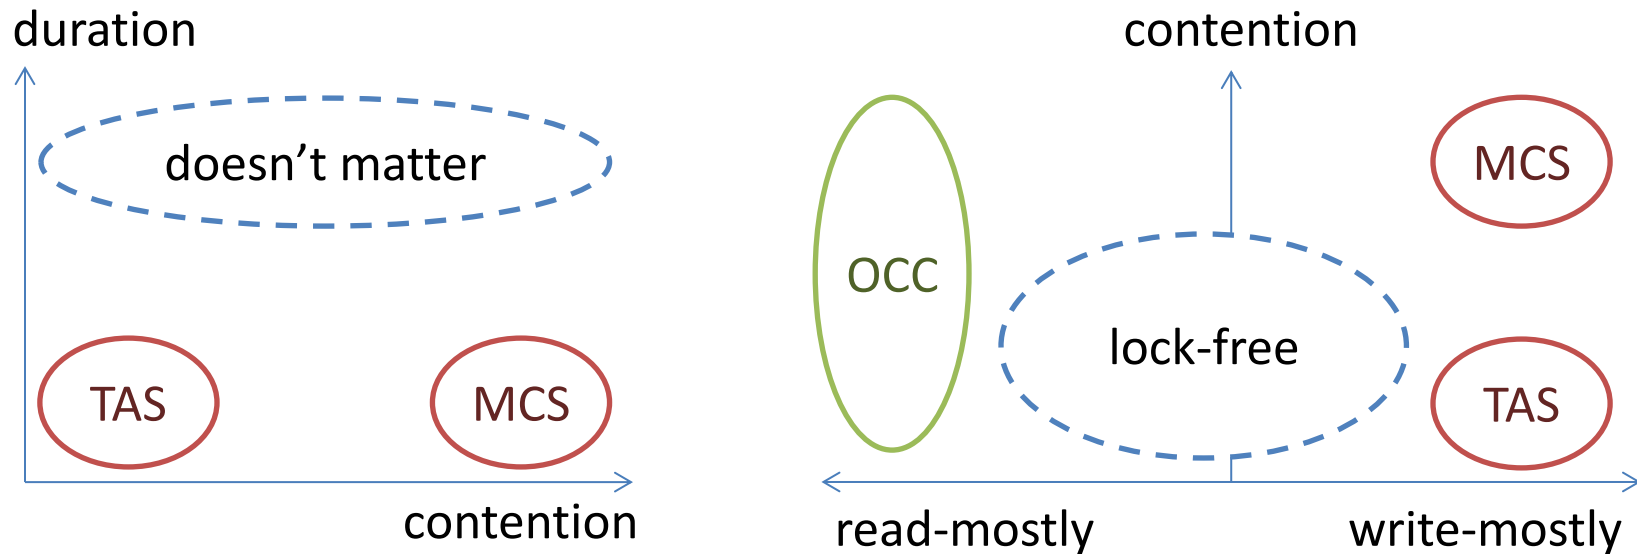 duration
doesn’t matter
TAS
MCS
contention
contention
MCS
OCC
lock-free
TAS
read-mostly
write-mostly